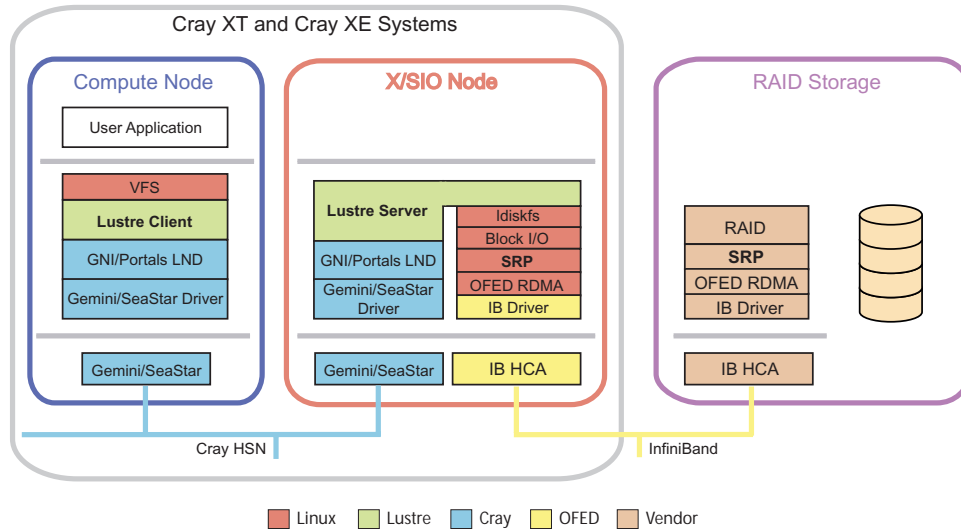 Cray XT and Cray XE Systems
Compute Node
User Application
VFS
Lustre Client
GNI/Portals LND
Gemini/SeaStar Driver
Gemini/SeaStar
X/SIO Node
Lustre Server
GNI/Portals LND
Gemini/SeaStar
Driver
ldiskfs
Block I/O
SRP
OFED RDMA
IB Driver
Gemini/SeaStar
IB HCA
RAID Storage
RAID
SRP
OFED RDMA
IB Driver
IB HCA
Cray HSN
InfiniBand
Linux
Lustre
Cray
OFED
Vendor